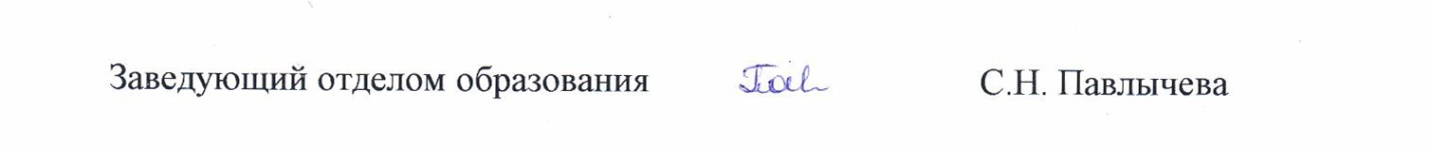 Заведующий отделом образования С.Н. Павлычева